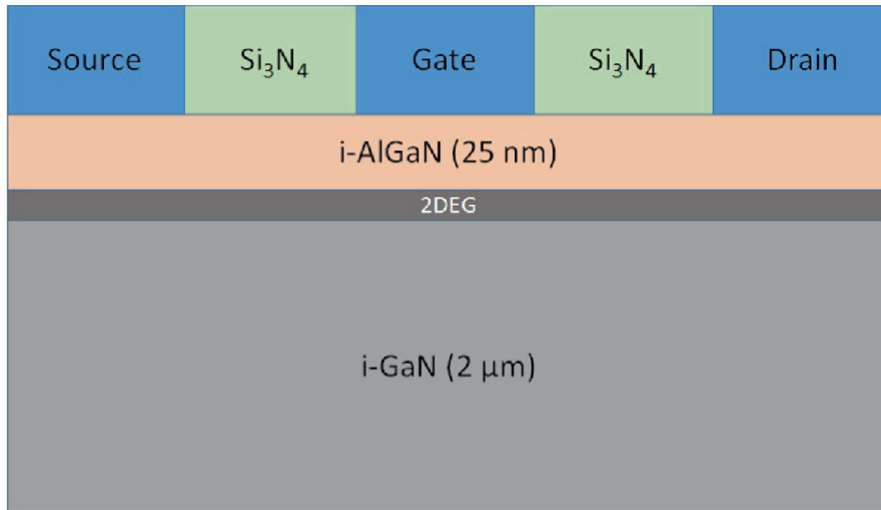 Source Si₃N₄ Gate Si₃N₄ Drain
i-AlGaN (25 nm)
2DEG
i-GaN (2 µm)